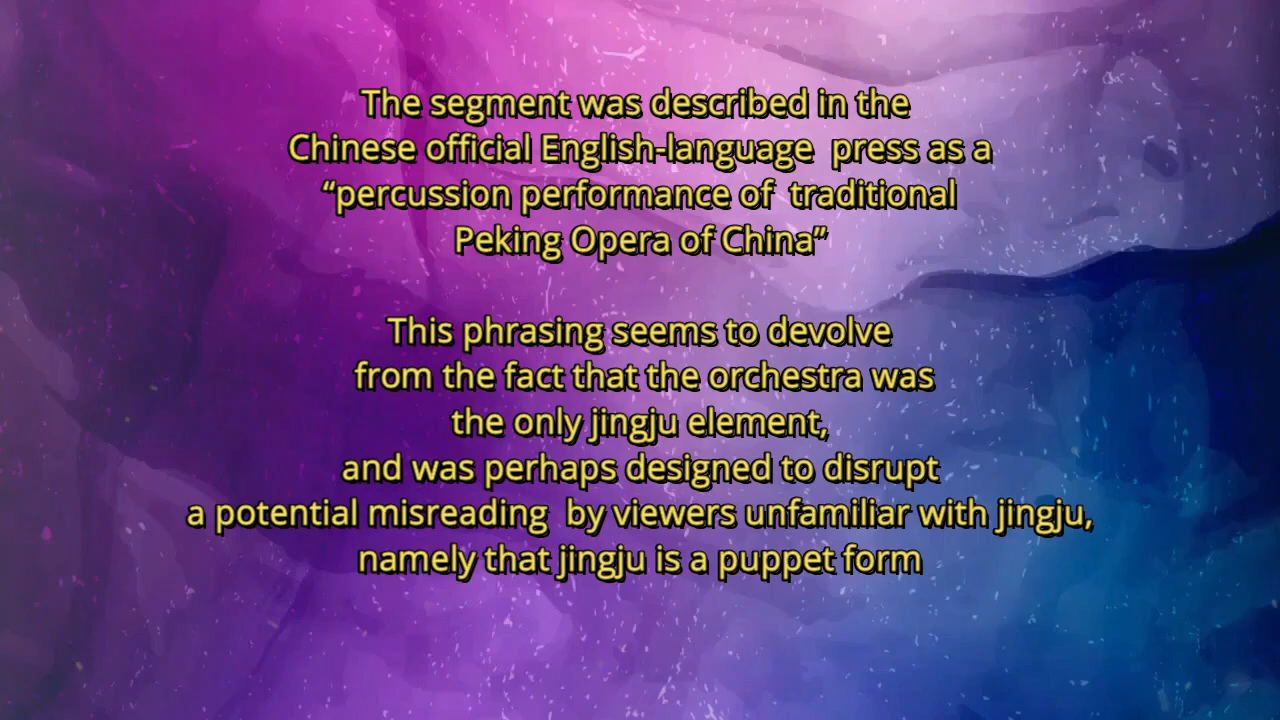 The segment was described in the
Chinese official English-language  press as a
“percussion performance of  traditional
Peking Opera of China”
This phrasing seems to devolve
from the fact that the orchestra was
the only jingju element,
and was perhaps designed to disrupt
a potential misreading  by viewers unfamiliar with jingju,
namely that jingju is a puppet form